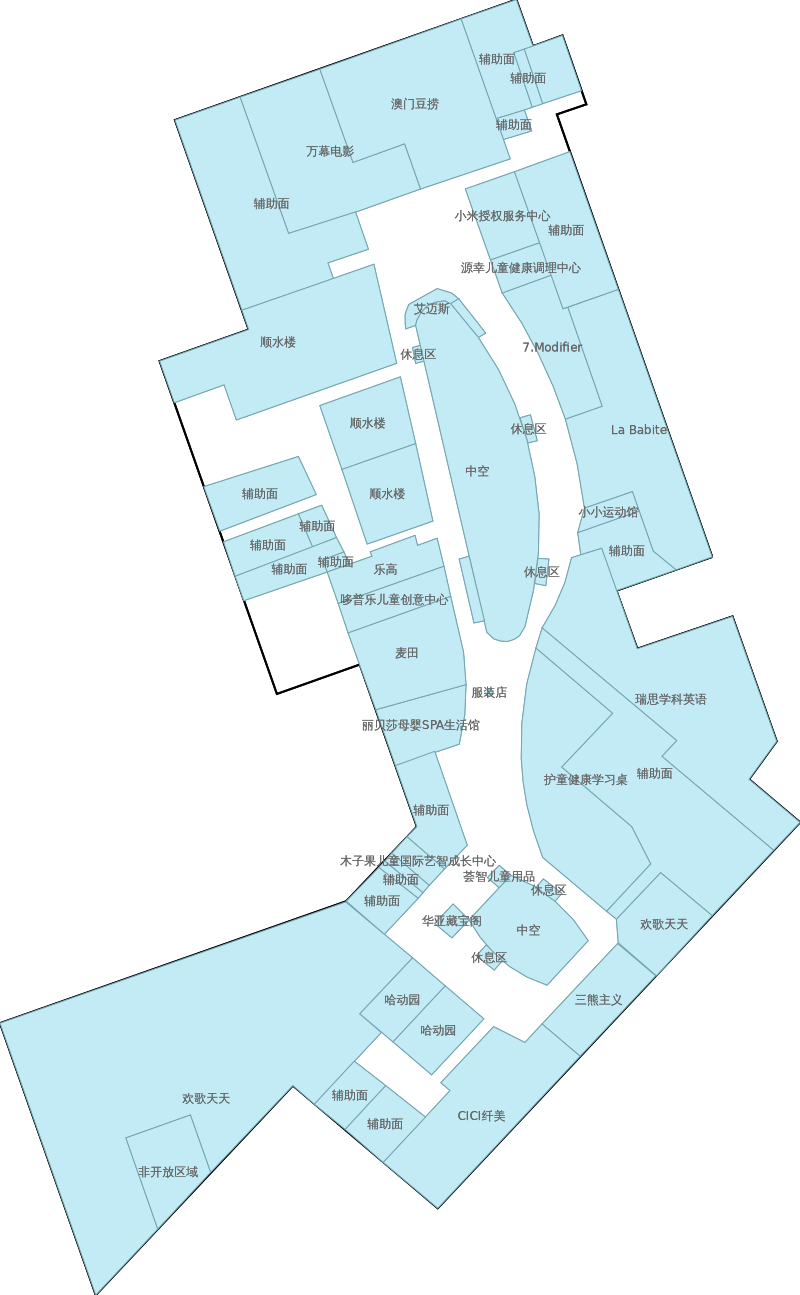 辅助面
辅助面
澳门豆捞
辅助面
万幕电影
辅助面
小米授权服务中心
辅助面
源幸儿童健康调理中心
艾迈斯
顺水楼
7.Modifier
休息区
顺水楼
休息区
La Babite
中空
辅助面
顺水楼
小小运动馆
辅助面
辅助面
辅助面
辅助面
辅助面
乐高
休息区
哆普乐儿童创意中心
麦田
服装店
瑞思学科英语
丽贝莎母婴SPA生活馆
辅助面
护童健康学习桌
辅助面
木子果儿童国际艺智成长中心
荟智儿童用品
辅助面
休息区
辅助面
华亚藏宝阁
欢歌天天
中空
休息区
哈动园
三熊主义
哈动园
欢歌天天
辅助面
CICI纤美
辅助面
非开放区域